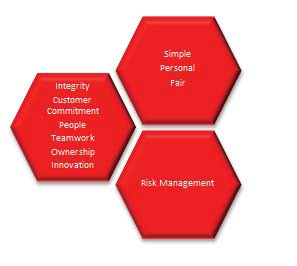 Simple
Personal
Fair
Integrity
Customer
Commitment
People
Teamwork
Ownership
Innovation
Risk Management